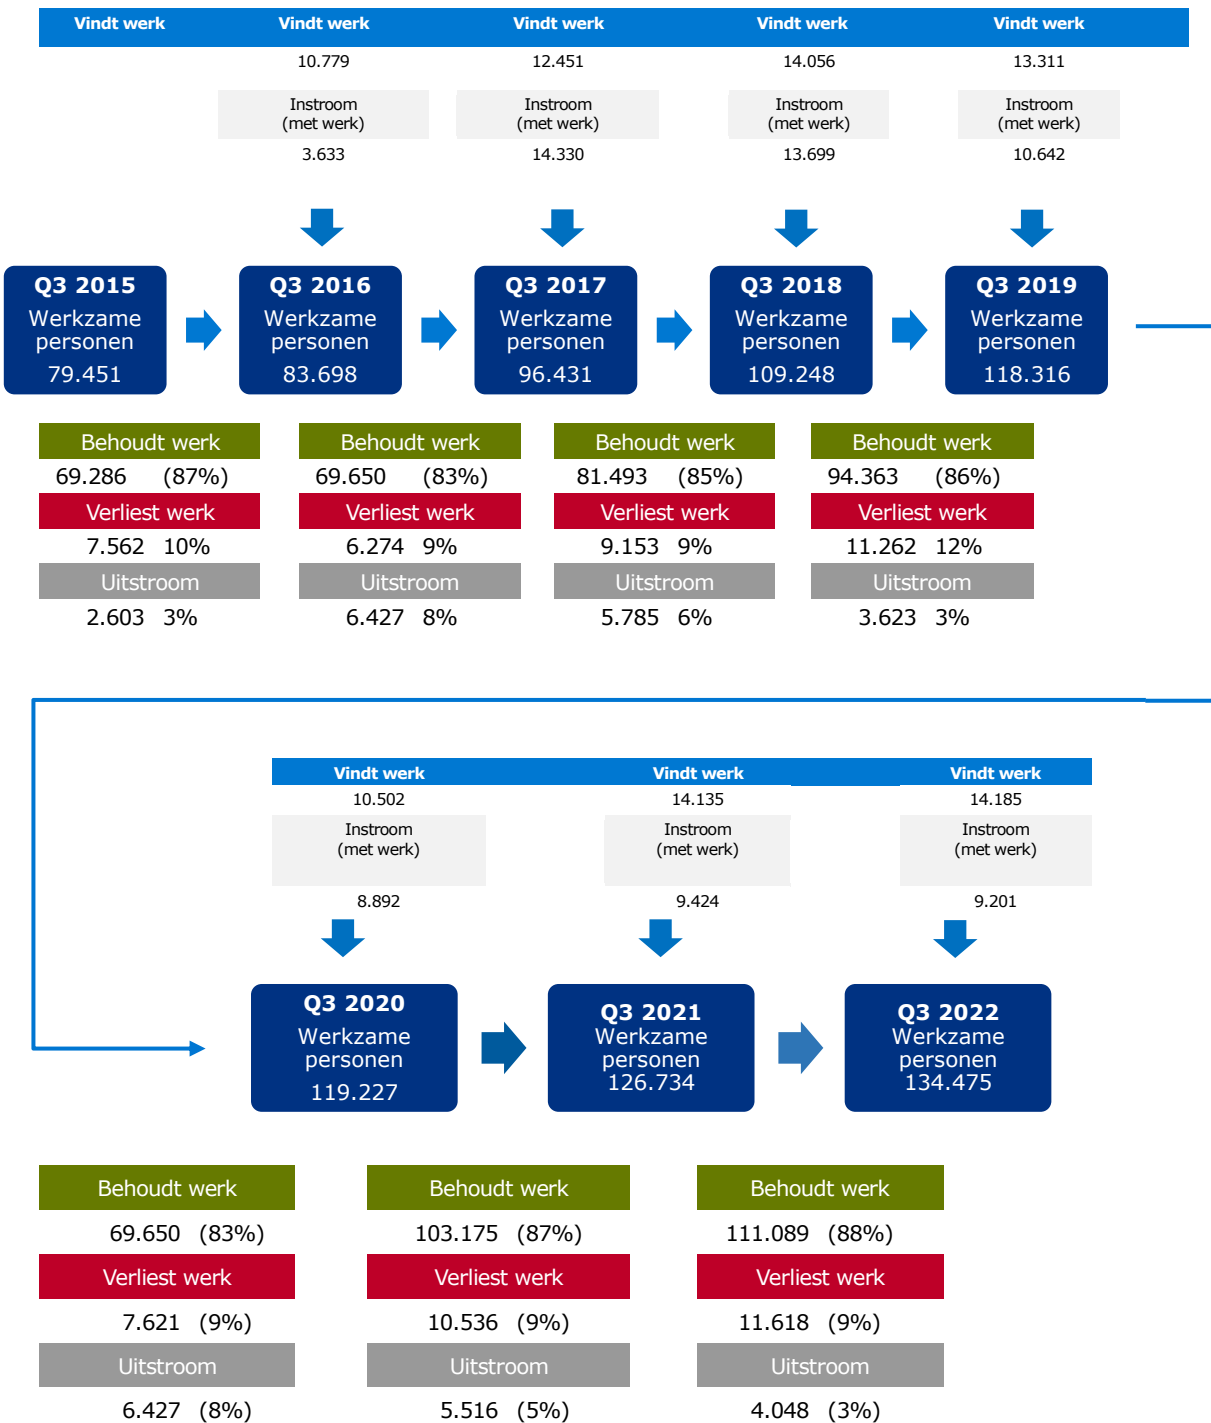 Vindt werk Vindt werk Vindt werk Vindt werk Vindt werk
10.779 12.451 14.056 13.311
Instroom Instroom Instroom Instroom
(met werk) (met werk) (met werk) (met werk)
3.633 14.330 13.699 10.642
Q3 2015 Q3 2016 Q3 2017 Q3 2018 Q3 2019
Werkzame Werkzame Werkzame Werkzame Werkzame
personen personen personen personen personen
79.451 83.698 96.431 109.248 118.316
Behoudt werk Behoudt werk Behoudt werk Behoudt werk
69.286 (87%) 69.650 (83%) 81.493 (85%) 94.363 (86%)
Verliest werk Verliest werk Verliest werk Verliest werk
7.562 10% 6.274 9% 9.153 9% 11.262 12%
Uitstroom Uitstroom Uitstroom Uitstroom
2.603 3% 6.427 8% 5.785 6% 3.623 3%
Vindt werk Vindt werk Vindt werk
10.502 14.135 14.185
Instroom Instroom Instroom
(met werk) (met werk) (met werk)
8.892 9.424 9.201
Q3 2020 Q3 2021 Q3 2022
Werkzame Werkzame Werkzame
personen personen personen
119.227 126.734 134.475
Behoudt werk Behoudt werk Behoudt werk
69.650 (83%) 103.175 (87%) 111.089 (88%)
Verliest werk Verliest werk Verliest werk
7.621 (9%) 10.536 (9%) 11.618 (9%)
Uitstroom Uitstroom Uitstroom
6.427 (8%) 5.516 (5%) 4.048 (3%)